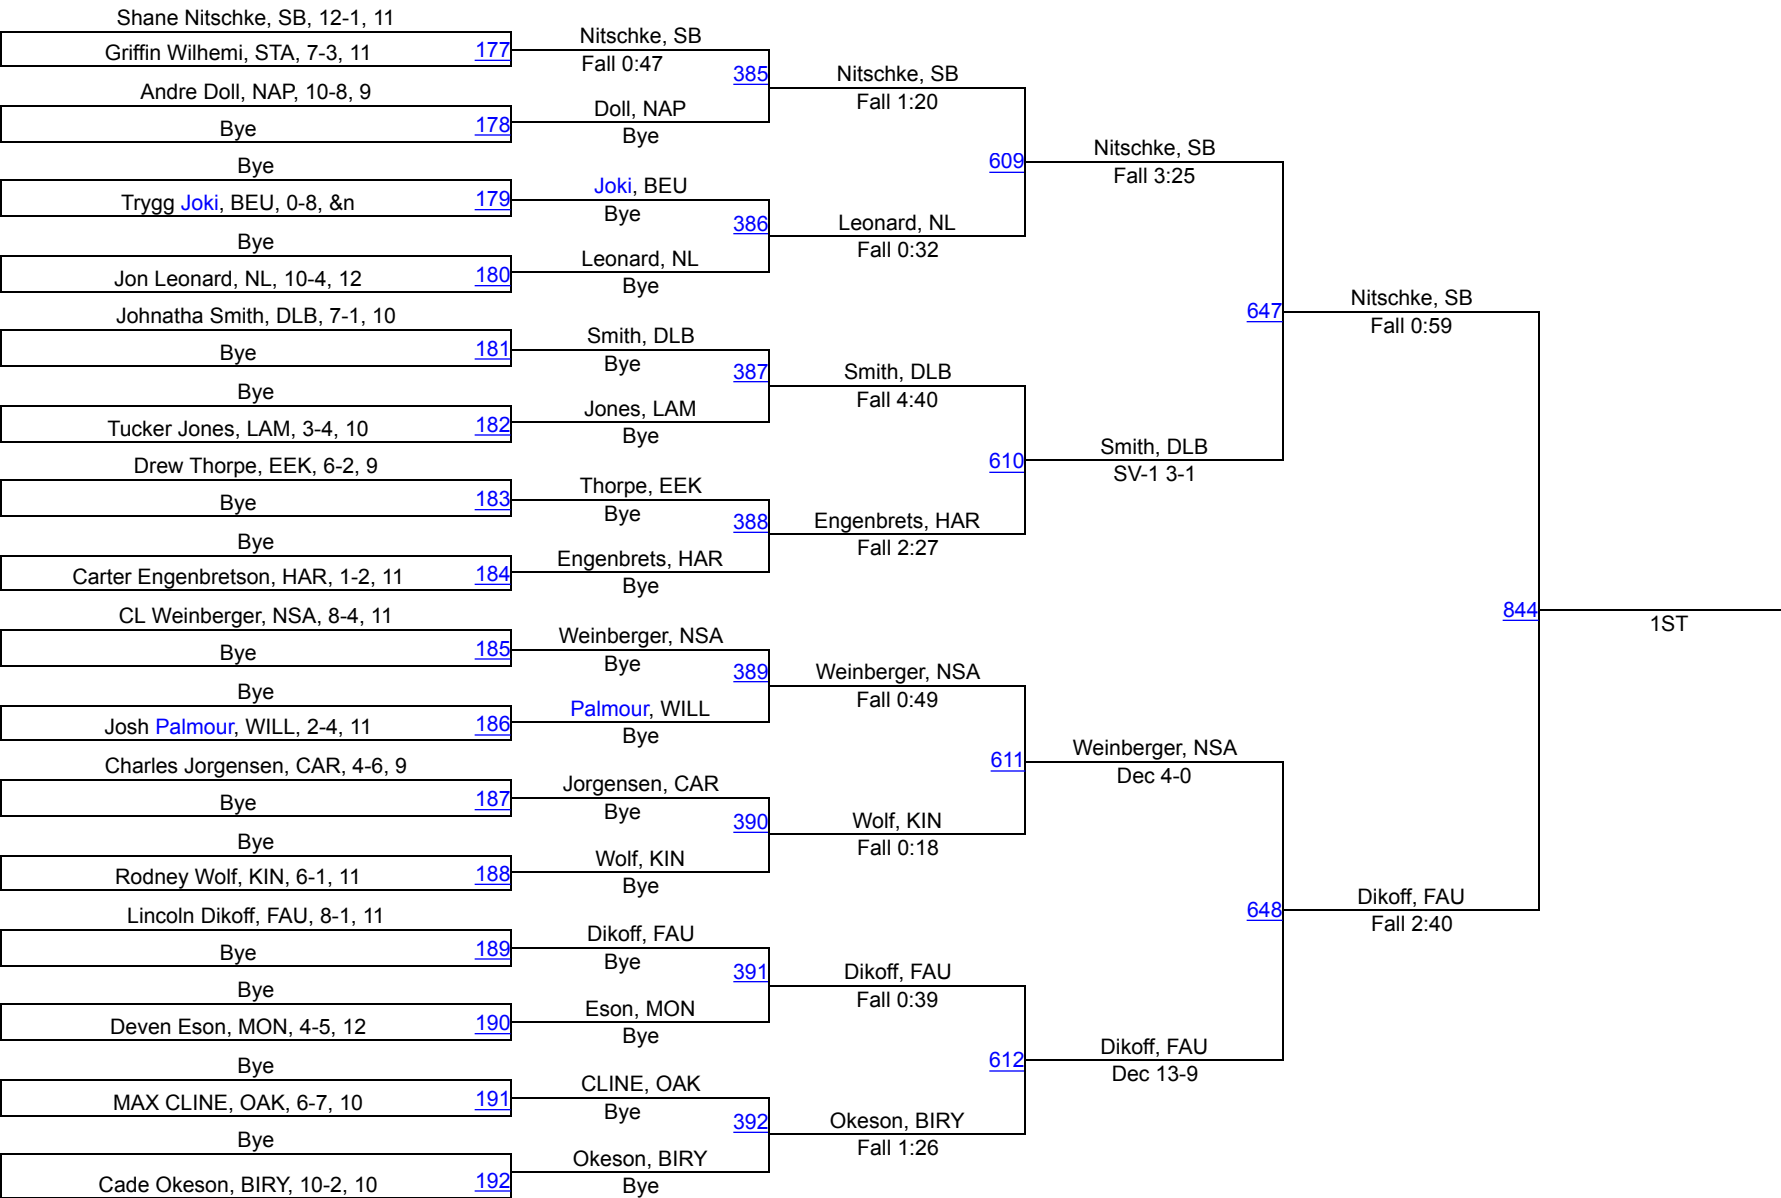 Shane Nitschke, SB, 12-1, 11
Griffin Wilhemi, STA, 7-3, 11
177
Andre Doll, NAP, 10-8, 9
Bye
178
Bye
Trygg Joki, BEU, 0-8, &n
179
Bye
Jon Leonard, NL, 10-4, 12
180
Johnatha Smith, DLB, 7-1, 10
Bye
181
Bye
Tucker Jones, LAM, 3-4, 10
182
Drew Thorpe, EEK, 6-2, 9
Bye
183
Bye
Carter Engenbretson, HAR, 1-2, 11
184
CL Weinberger, NSA, 8-4, 11
Bye
185
Bye
Josh Palmour, WILL, 2-4, 11
186
Charles Jorgensen, CAR, 4-6, 9
Bye
187
Bye
Rodney Wolf, KIN, 6-1, 11
188
Lincoln Dikoff, FAU, 8-1, 11
Bye
189
Bye
Deven Eson, MON, 4-5, 12
190
Bye
MAX CLINE, OAK, 6-7, 10
191
Bye
Cade Okeson, BIRY, 10-2, 10
192
Nitschke, SB
Fall 0:47
385
Doll, NAP
Bye
Joki, BEU
Bye
386
Leonard, NL
Bye
Smith, DLB
Bye
387
Jones, LAM
Bye
Thorpe, EEK
Bye
388
Engenbrets, HAR
Bye
Weinberger, NSA
Bye
389
Palmour, WILL
Bye
Jorgensen, CAR
Bye
390
Wolf, KIN
Bye
Dikoff, FAU
Bye
391
Eson, MON
Bye
CLINE, OAK
Bye
392
Okeson, BIRY
Bye
Nitschke, SB
Fall 1:20
609
Leonard, NL
Fall 0:32
Smith, DLB
Fall 4:40
610
Engenbrets, HAR
Fall 2:27
Weinberger, NSA
Fall 0:49
611
Wolf, KIN
Fall 0:18
Dikoff, FAU
Fall 0:39
612
Okeson, BIRY
Fall 1:26
Nitschke, SB
Fall 3:25
647
Smith, DLB
SV-1 3-1
Weinberger, NSA
Dec 4-0
648
Dikoff, FAU
Dec 13-9
Nitschke, SB
Fall 0:59
844
Dikoff, FAU
Fall 2:40
1ST